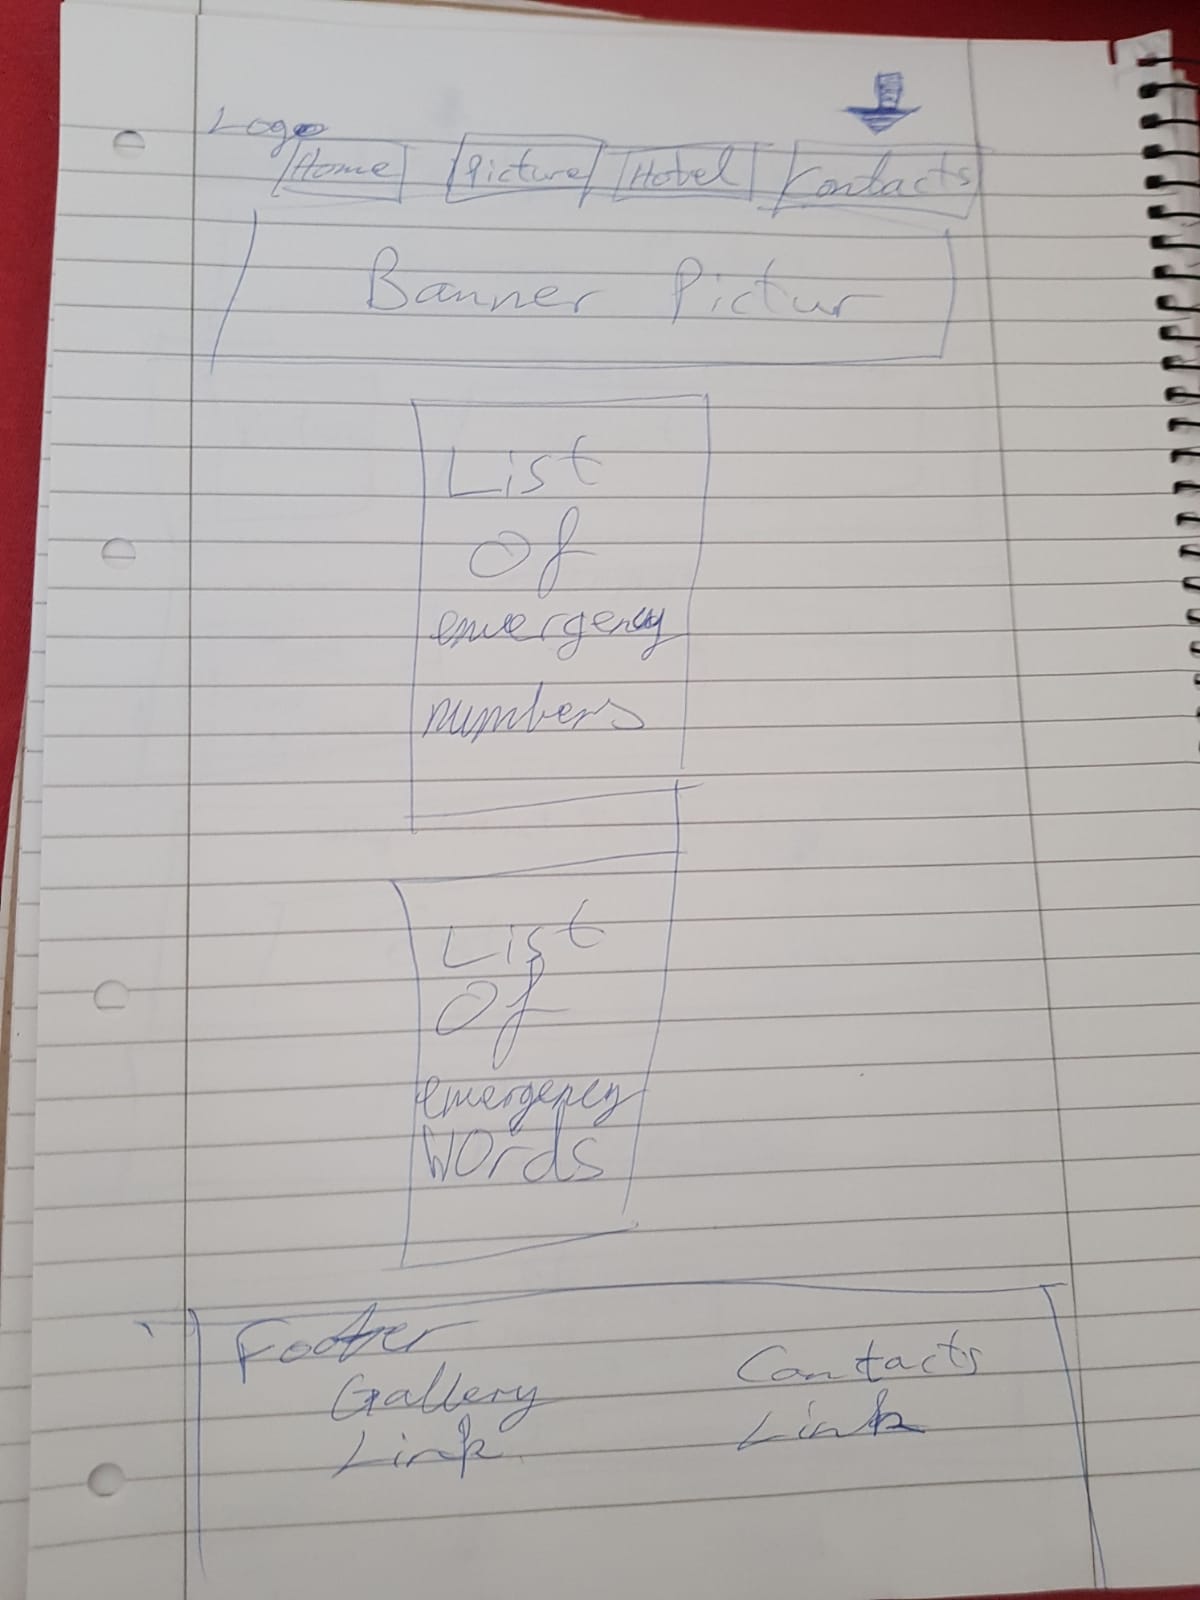 Logo
Home Picture Hotel Contacts
Banner Pictur
List
Of
emergency
numbers
List
Of
emergency
Words
Footer
Gallery
Link
Contacts
Link